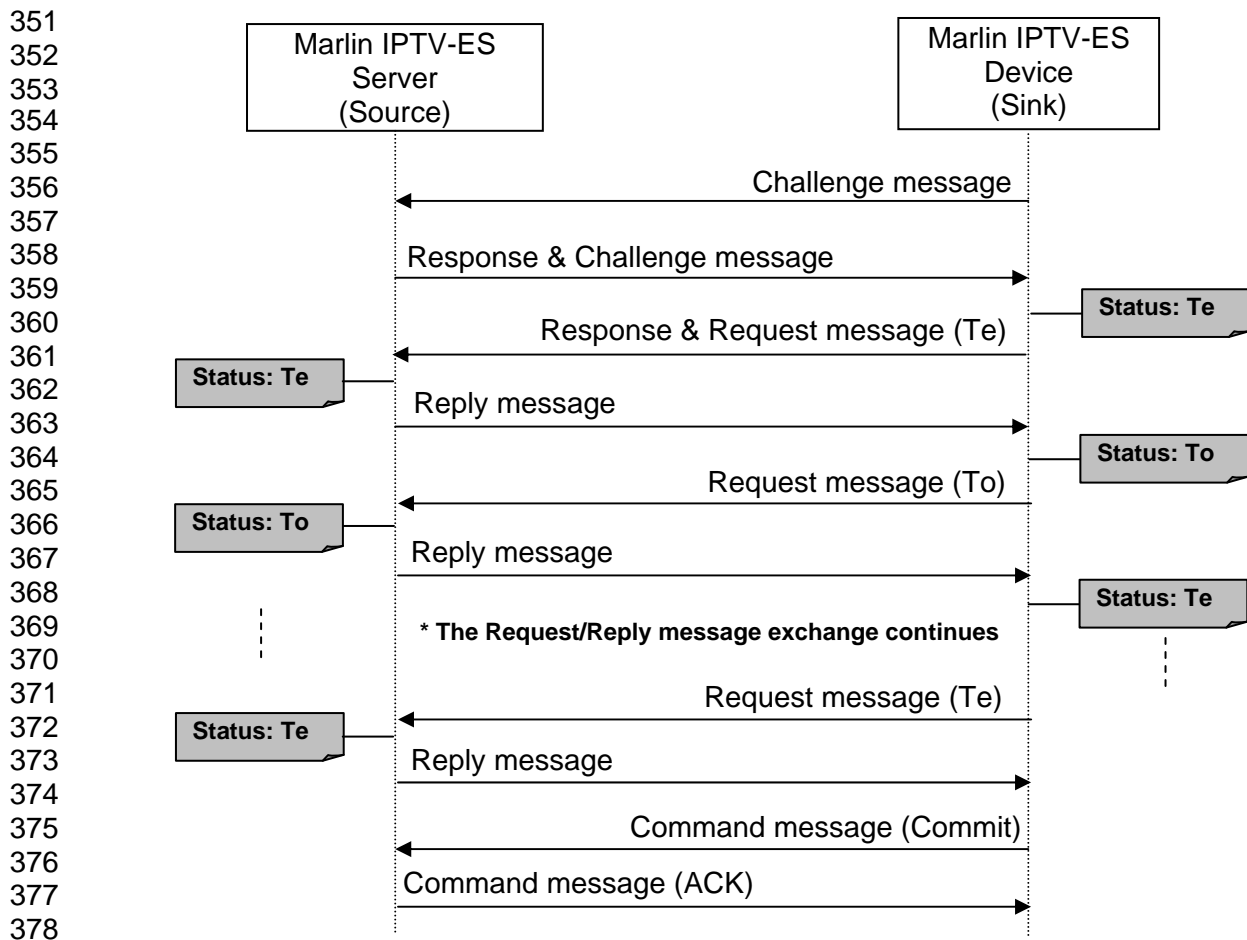 351
352
353
354
355
356
357
358
359
360
361
362
363
364
365
366
367
368
369
370
371
372
373
374
375
376
377
378
Marlin IPTV-ES
Server
(Source)
Marlin IPTV-ES
Device
(Sink)
Challenge message
Response & Challenge message
Status: Te
Response & Request message (Te)
Status: Te
Reply message
Status: To
Request message (To)
Status: To
Reply message
Status: Te
* The Request/Reply message exchange continues
Request message (Te)
Status: Te
Reply message
Command message (Commit)
Command message (ACK)